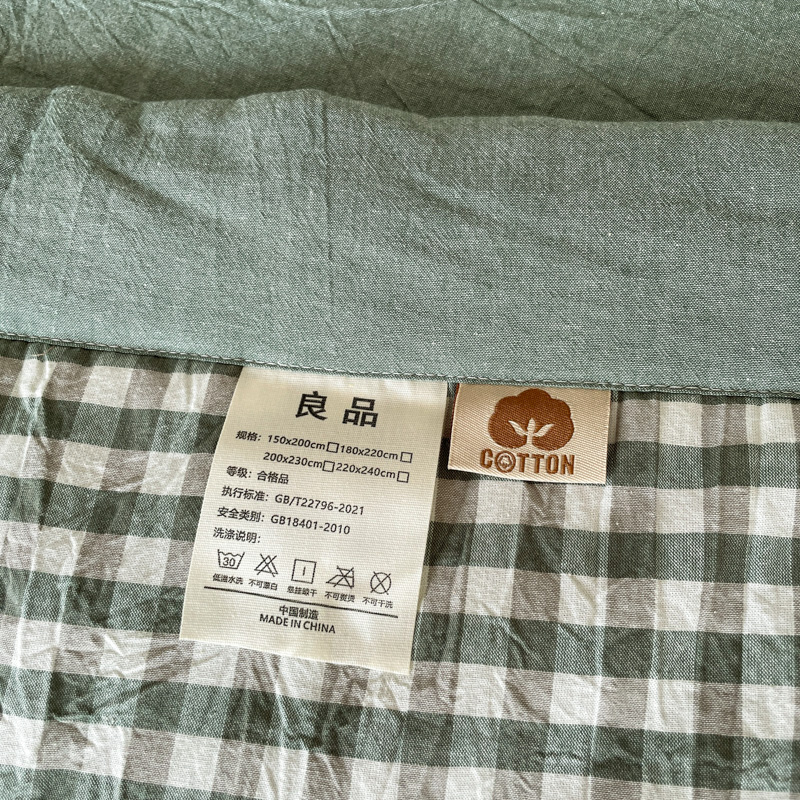 良品
规格：150x200cm□180x220cm□
200x230cm□220x240cm□
等级：合格品
执行标准：GB/T22796-2021
安全类别：GB18401-2010
洗涤说明：
30
低温水洗 不可漂白 悬挂晾干 不可熨烫 不可干洗
中国制造
MADE IN CHINA
COTTON